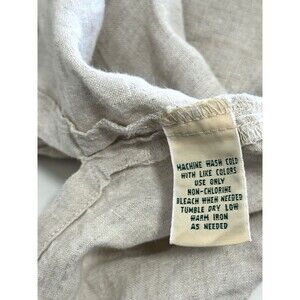 MACHINE WASH COLD
WITH LIKE COLORS
USE ONLY
NON-CHLORINE
BLEACH WHEN NEEDED
TUMBLE DRY LOW
WARM IRON
AS NEEDED